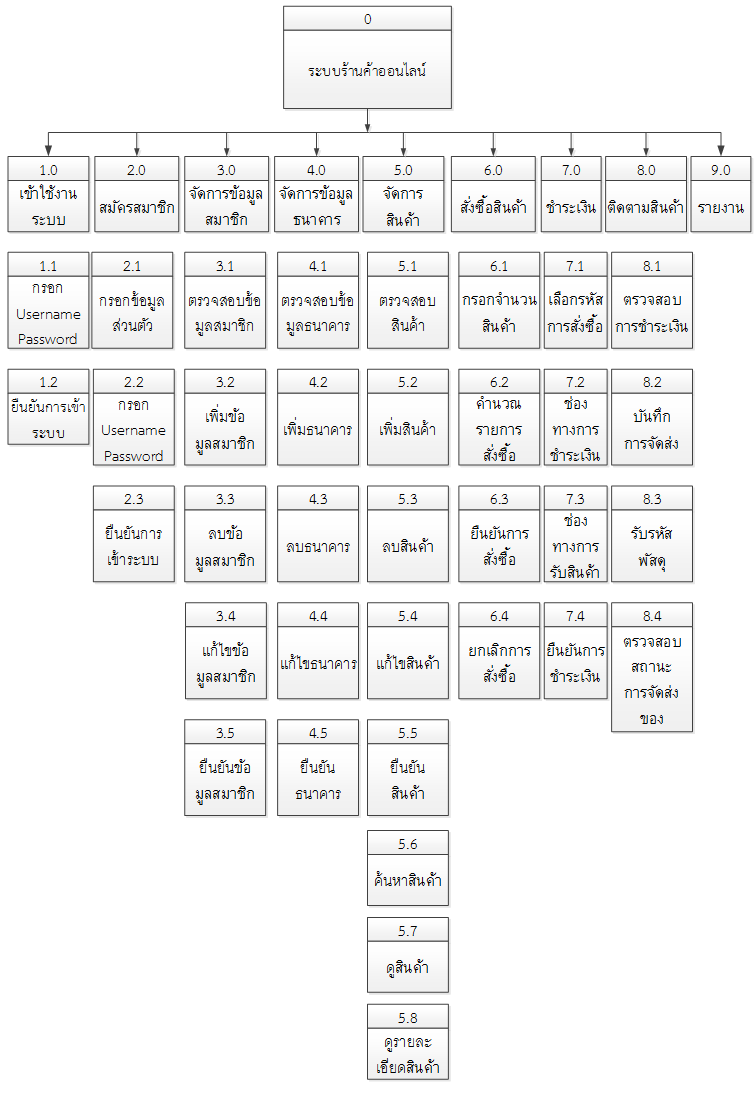 0
ระบบร้านค้าออนไลน์
1.0
เข้าใช้งาน
ระบบ
2.0
สมัครสมาชิก
3.0
จัดการข้อมูล
สมาชิก
4.0
จัดการข้อมูล
ธนาคาร
5.0
จัดการ
สินค้า
6.0
สั่งซื้อสินค้า
7.0
ชำระเงิน
8.0
ติดตามสินค้า
9.0
รายงาน
1.1
กรอก
Username
Password
2.1
กรอกข้อมูล
ส่วนตัว
3.1
ตรวจสอบข้อ
มูลสมาชิก
4.1
ตรวจสอบข้อ
มูลธนาคาร
5.1
ตรวจสอบ
สินค้า
6.1
กรอกจำนวน
สินค้า
7.1
เลือกรหัส
การสั่งซื้อ
8.1
ตรวจสอบ
การชำระเงิน
1.2
ยืนยันการเข้า
ระบบ
2.2
กรอก
Username
Password
3.2
เพิ่มข้อ
มูลสมาชิก
4.2
เพิ่มธนาคาร
5.2
เพิ่มสินค้า
6.2
คำนวณ
รายการ
สั่งซื้อ
7.2
ช่อง
ทางการ
ชำระเงิน
8.2
บันทึก
การจัดส่ง
2.3
ยืนยันการ
เข้าระบบ
3.3
ลบข้อ
มูลสมาชิก
4.3
ลบธนาคาร
5.3
ลบสินค้า
6.3
ยืนยันการ
สั่งซื้อ
7.3
ช่อง
ทางการ
รับสินค้า
8.3
รับรหัส
พัสดุ
3.4
แก้ไขข้อ
มูลสมาชิก
4.4
แก้ไขธนาคาร
5.4
แก้ไขสินค้า
6.4
ยกเลิกการ
สั่งซื้อ
7.4
ยืนยันการ
ชำระเงิน
8.4
ตรวจสอบ
สถานะ
การจัดส่ง
ของ
3.5
ยืนยันข้อ
มูลสมาชิก
4.5
ยืนยัน
ธนาคาร
5.5
ยืนยัน
สินค้า
5.6
ค้นหาสินค้า
5.7
ดูสินค้า
5.8
ดูรายละ
เอียดสินค้า